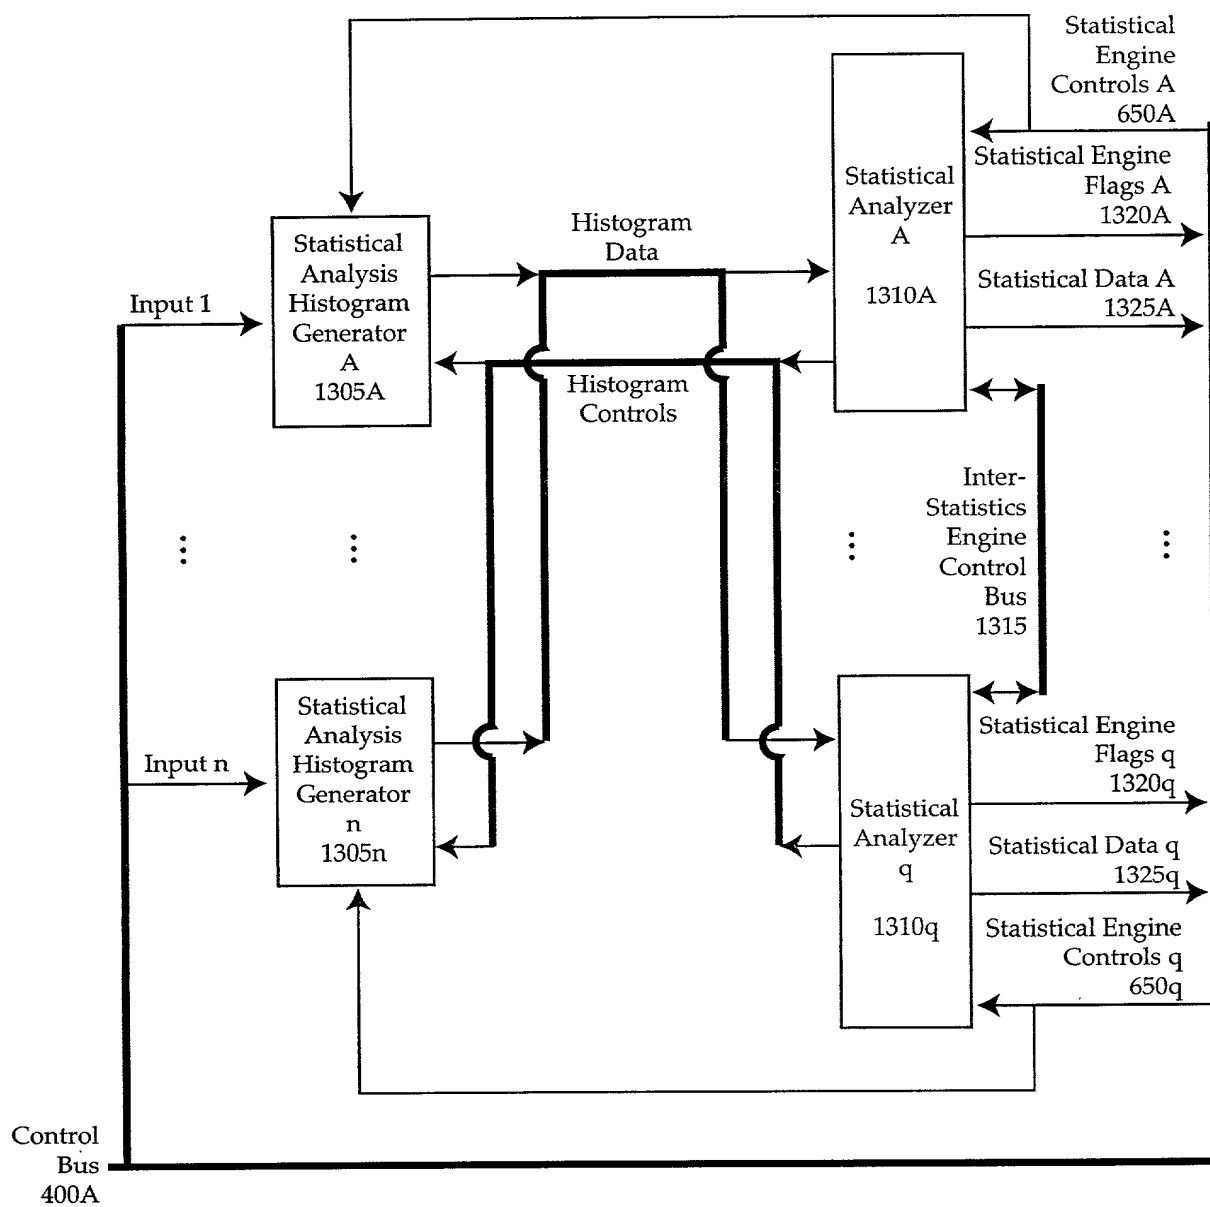 Statistical
Engine
Controls A
650A
Statistical Engine
Flags A
1320A
Statistical Data A
1325A
Statistical
Analyzer
A
1310A
Histogram
Data
Statistical
Analysis
Histogram
Generator
A
1305A
Input 1
Histogram
Controls
Inter-
Statistics
Engine
Control
Bus
1315
Statistical
Analysis
Histogram
Generator
n
1305n
Input n
Statistical
Analyzer
q
1310q
Statistical Engine
Flags q
1320q
Statistical Data q
1325q
Statistical Engine
Controls q
650q
Control
Bus
400A